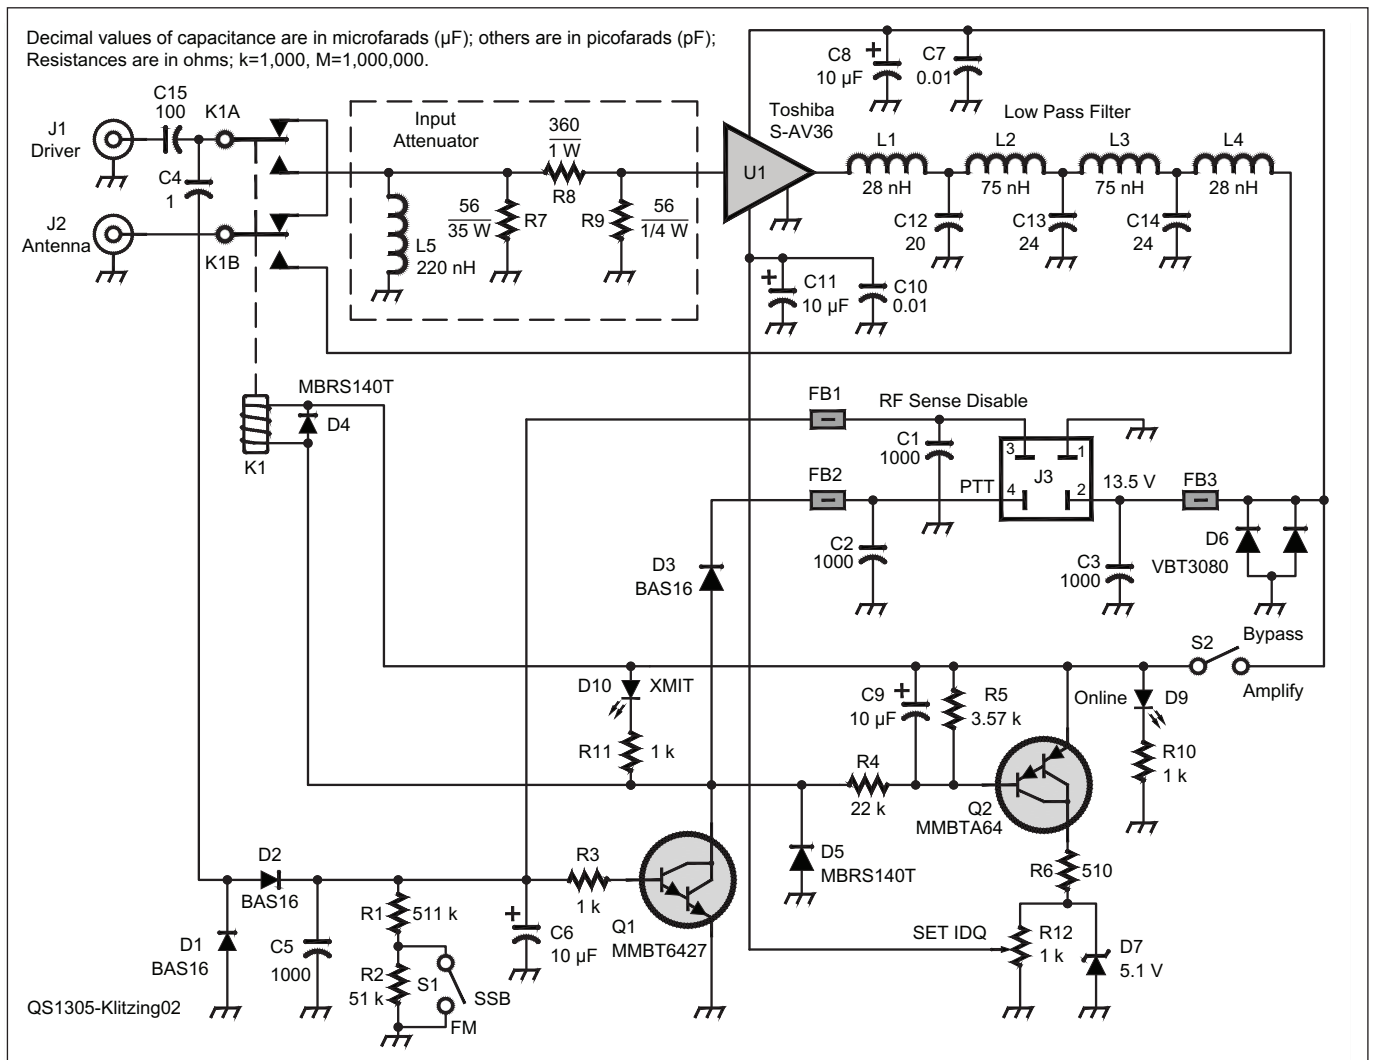 Decimal values of capacitance are in microfarads (µF); others are in picofarads (pF);
Resistances are in ohms; k=1,000, M=1,000,000.
C15
100
K1A
J1
Driver
C4
1
J2
Antenna
K1B
Input
Attenuator
360
1 W
R8
56
35 W
R7
R9
56
1/4 W
L5
220 nH
Toshiba
S-AV36
U1
C8
+
10 µF
C7
0.01
Low Pass Filter
L1
28 nH
L2
75 nH
L3
75 nH
L4
28 nH
C12
20
C13
24
C14
24
+
C11
10 µF
C10
0.01
MBRS140T
D4
K1
FB1
RF Sense Disable
C1
1000
3
1
J3
4
2
PTT
13.5 V
FB2
FB3
C2
1000
C3
1000
D6
VBT3080
D3
BAS16
S2
Bypass
Amplify
D10
XMIT
R11
1 k
C9
+
10 µF
R5
3.57 k
Online
D9
R10
1 k
R4
22 k
Q2
MMBTA64
D5
MBRS140T
R6
510
D2
BAS16
R3
1 k
Q1
MMBT6427
R1
511 k
+
C6
10 µF
D1
BAS16
C5
1000
R2
51 k
S1
SSB
FM
SET IDQ
R12
1 k
D7
5.1 V
QS1305-Klitzing02